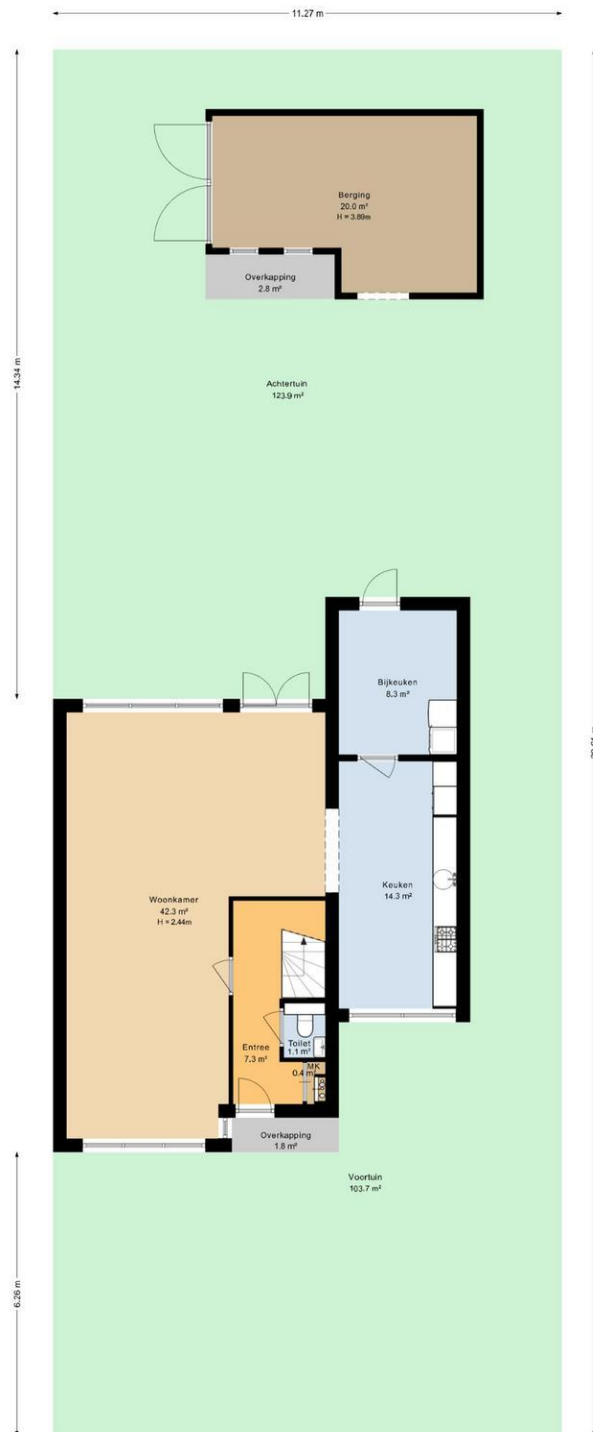 11.27 m
Berging
20.0 m²
H = 3.89m
Overkapping
2.8 m²
14.34 m
Achtertuin
123.9 m²
Bijkeuken
8.3 m²
Keuken
14.3 m²
Woonkamer
42.3 m²
H = 2.44m
Toilet
1.1 m²
Entree
7.3 m²
MK
0.4 m²
Overkapping
1.8 m²
Voortuin
103.7 m²
6.26 m